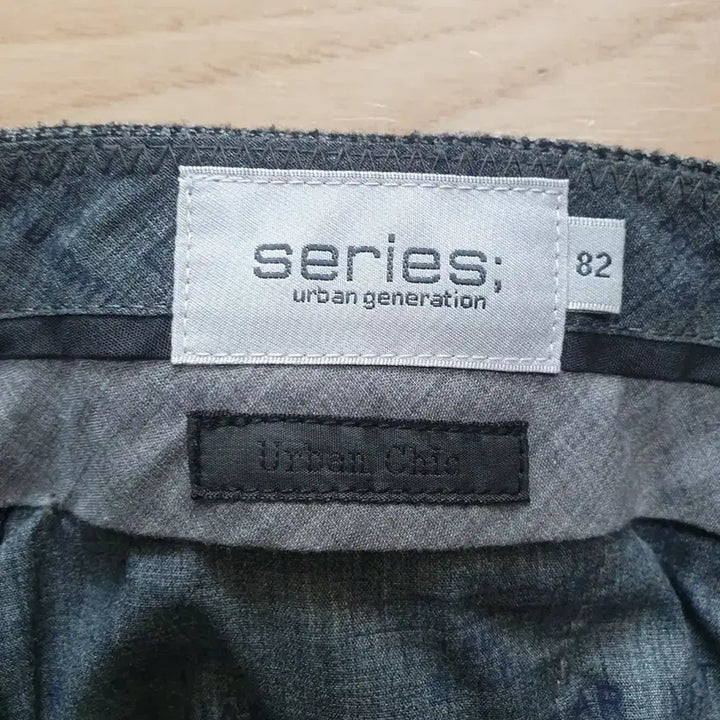 series;
urban generation
82
Urban Chic